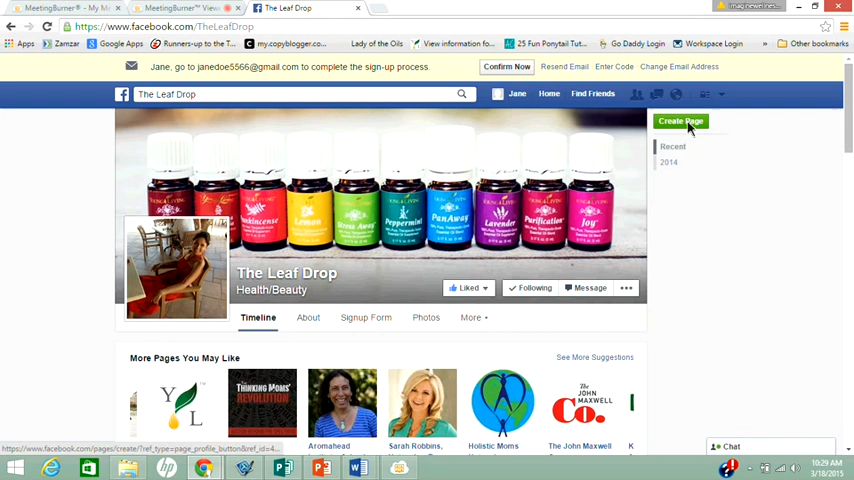 MeetingBurner® - My M
MeetingBurner™ View
The Leaf Drop
imaginewellnes
https://www.facebook.com/TheLeafDrop
Apps Zamzar Google Apps Runners-up to the T... my.copyblogger.co... Lady of the Oils View information fo... 25 Fun Ponytail Tut... Go Daddy Login Workspace Login » Other bookmarks
Jane, go to janedoe5566@gmail.com to complete the sign-up process. Confirm Now Resend Email Enter Code Change Email Address
The Leaf Drop Jane Home Find Friends
Create Page
Recent
2014
Frankincense Lemon Stress Away Peppermint PanAway Lavender Purification Joy
The Leaf Drop
Health/Beauty
Liked Following Message
Timeline About Signup Form Photos More
More Pages You May Like See More Suggestions
Y L
THE THINKING MOMS' REVOLUTION
The JOHN MAXWELL Co.
K
Aromahead Sarah Robbins, Holistic Moms The John Maxwell
https://www.facebook.com/pages/create/?ref_type=page_profile_button&ref_id=4...
Chat
10:29 AM
3/18/2015